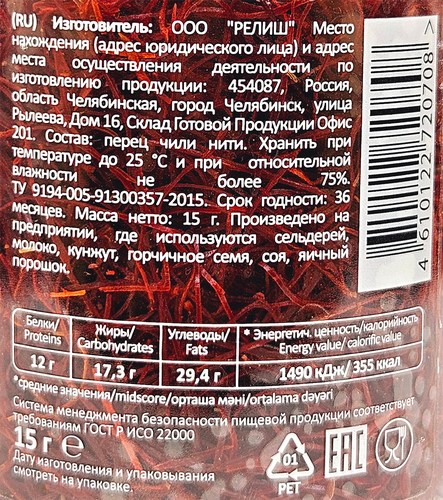 (RU) Изготовитель: ООО "РЕЛИШ" Место
нахождения (адрес юридического лица) и адрес
места осуществления деятельности по
изготовлению продукции: 454087, Россия,
область Челябинская, город Челябинск, улица
Рылеева, Дом 16, Склад Готовой Продукции Офис
201. Состав: перец чили нити. Хранить при
температуре до 25 °С и при относительной
влажности не более 75%.
ТУ 9194-005-91300357-2015. Срок годности: 36
месяцев. Масса нетто: 15 г. Произведено на
предприятии, где используются сельдерей,
молоко, кунжут, горчичное семя, соя, яичный
порошок.
4 610122 720708 >
Белки/ Жиры/ Углеводы/ * Энергетич. ценность/калорийность
Proteins Carbohydrates Fats Energy value/ calorific value
12 г 17,3 г 29,4 г 1490 кДж/ 355 ккал
*средние значения/midscore/орташа мәні/ortalama dəyəri
Система менеджмента безопасности пищевой продукции соответствует
требованиям ГОСТ Р ИСО 22000
15 г ℮
Дату изготовления и упаковывания
смотреть на упаковке.
01
PET
EAC